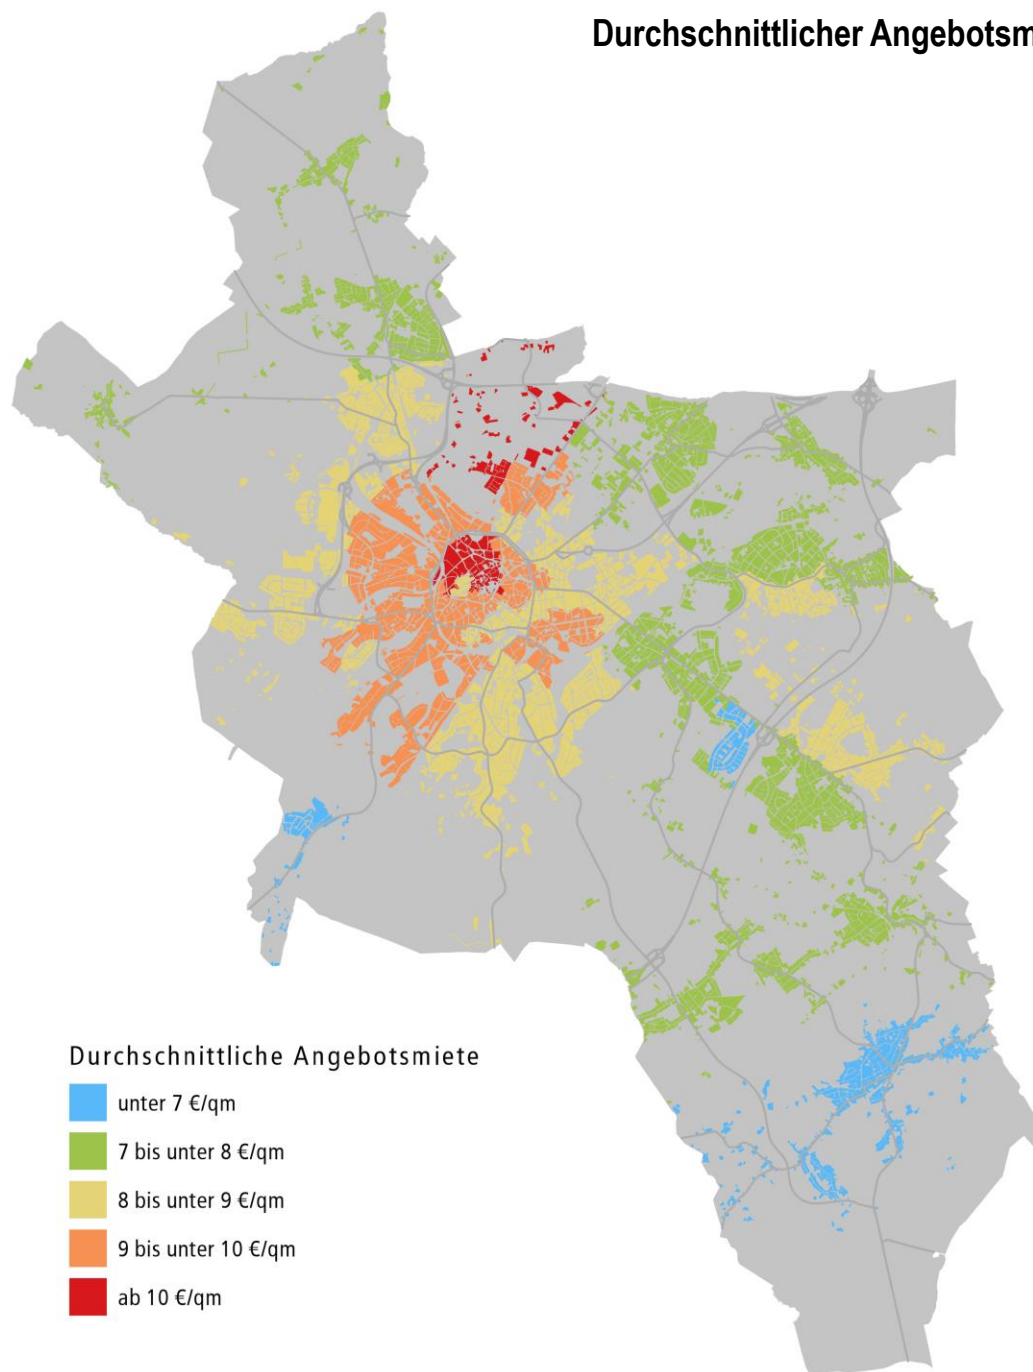 Durchschnittlicher Angebotsm
Durchschnittliche Angebotsmiete
unter 7 €/qm
7 bis unter 8 €/qm
8 bis unter 9 €/qm
9 bis unter 10 €/qm
ab 10 €/qm